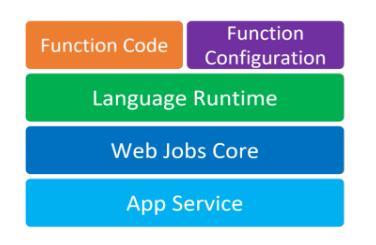 Function Code
Function
Configuration
Language Runtime
Web Jobs Core
App Service